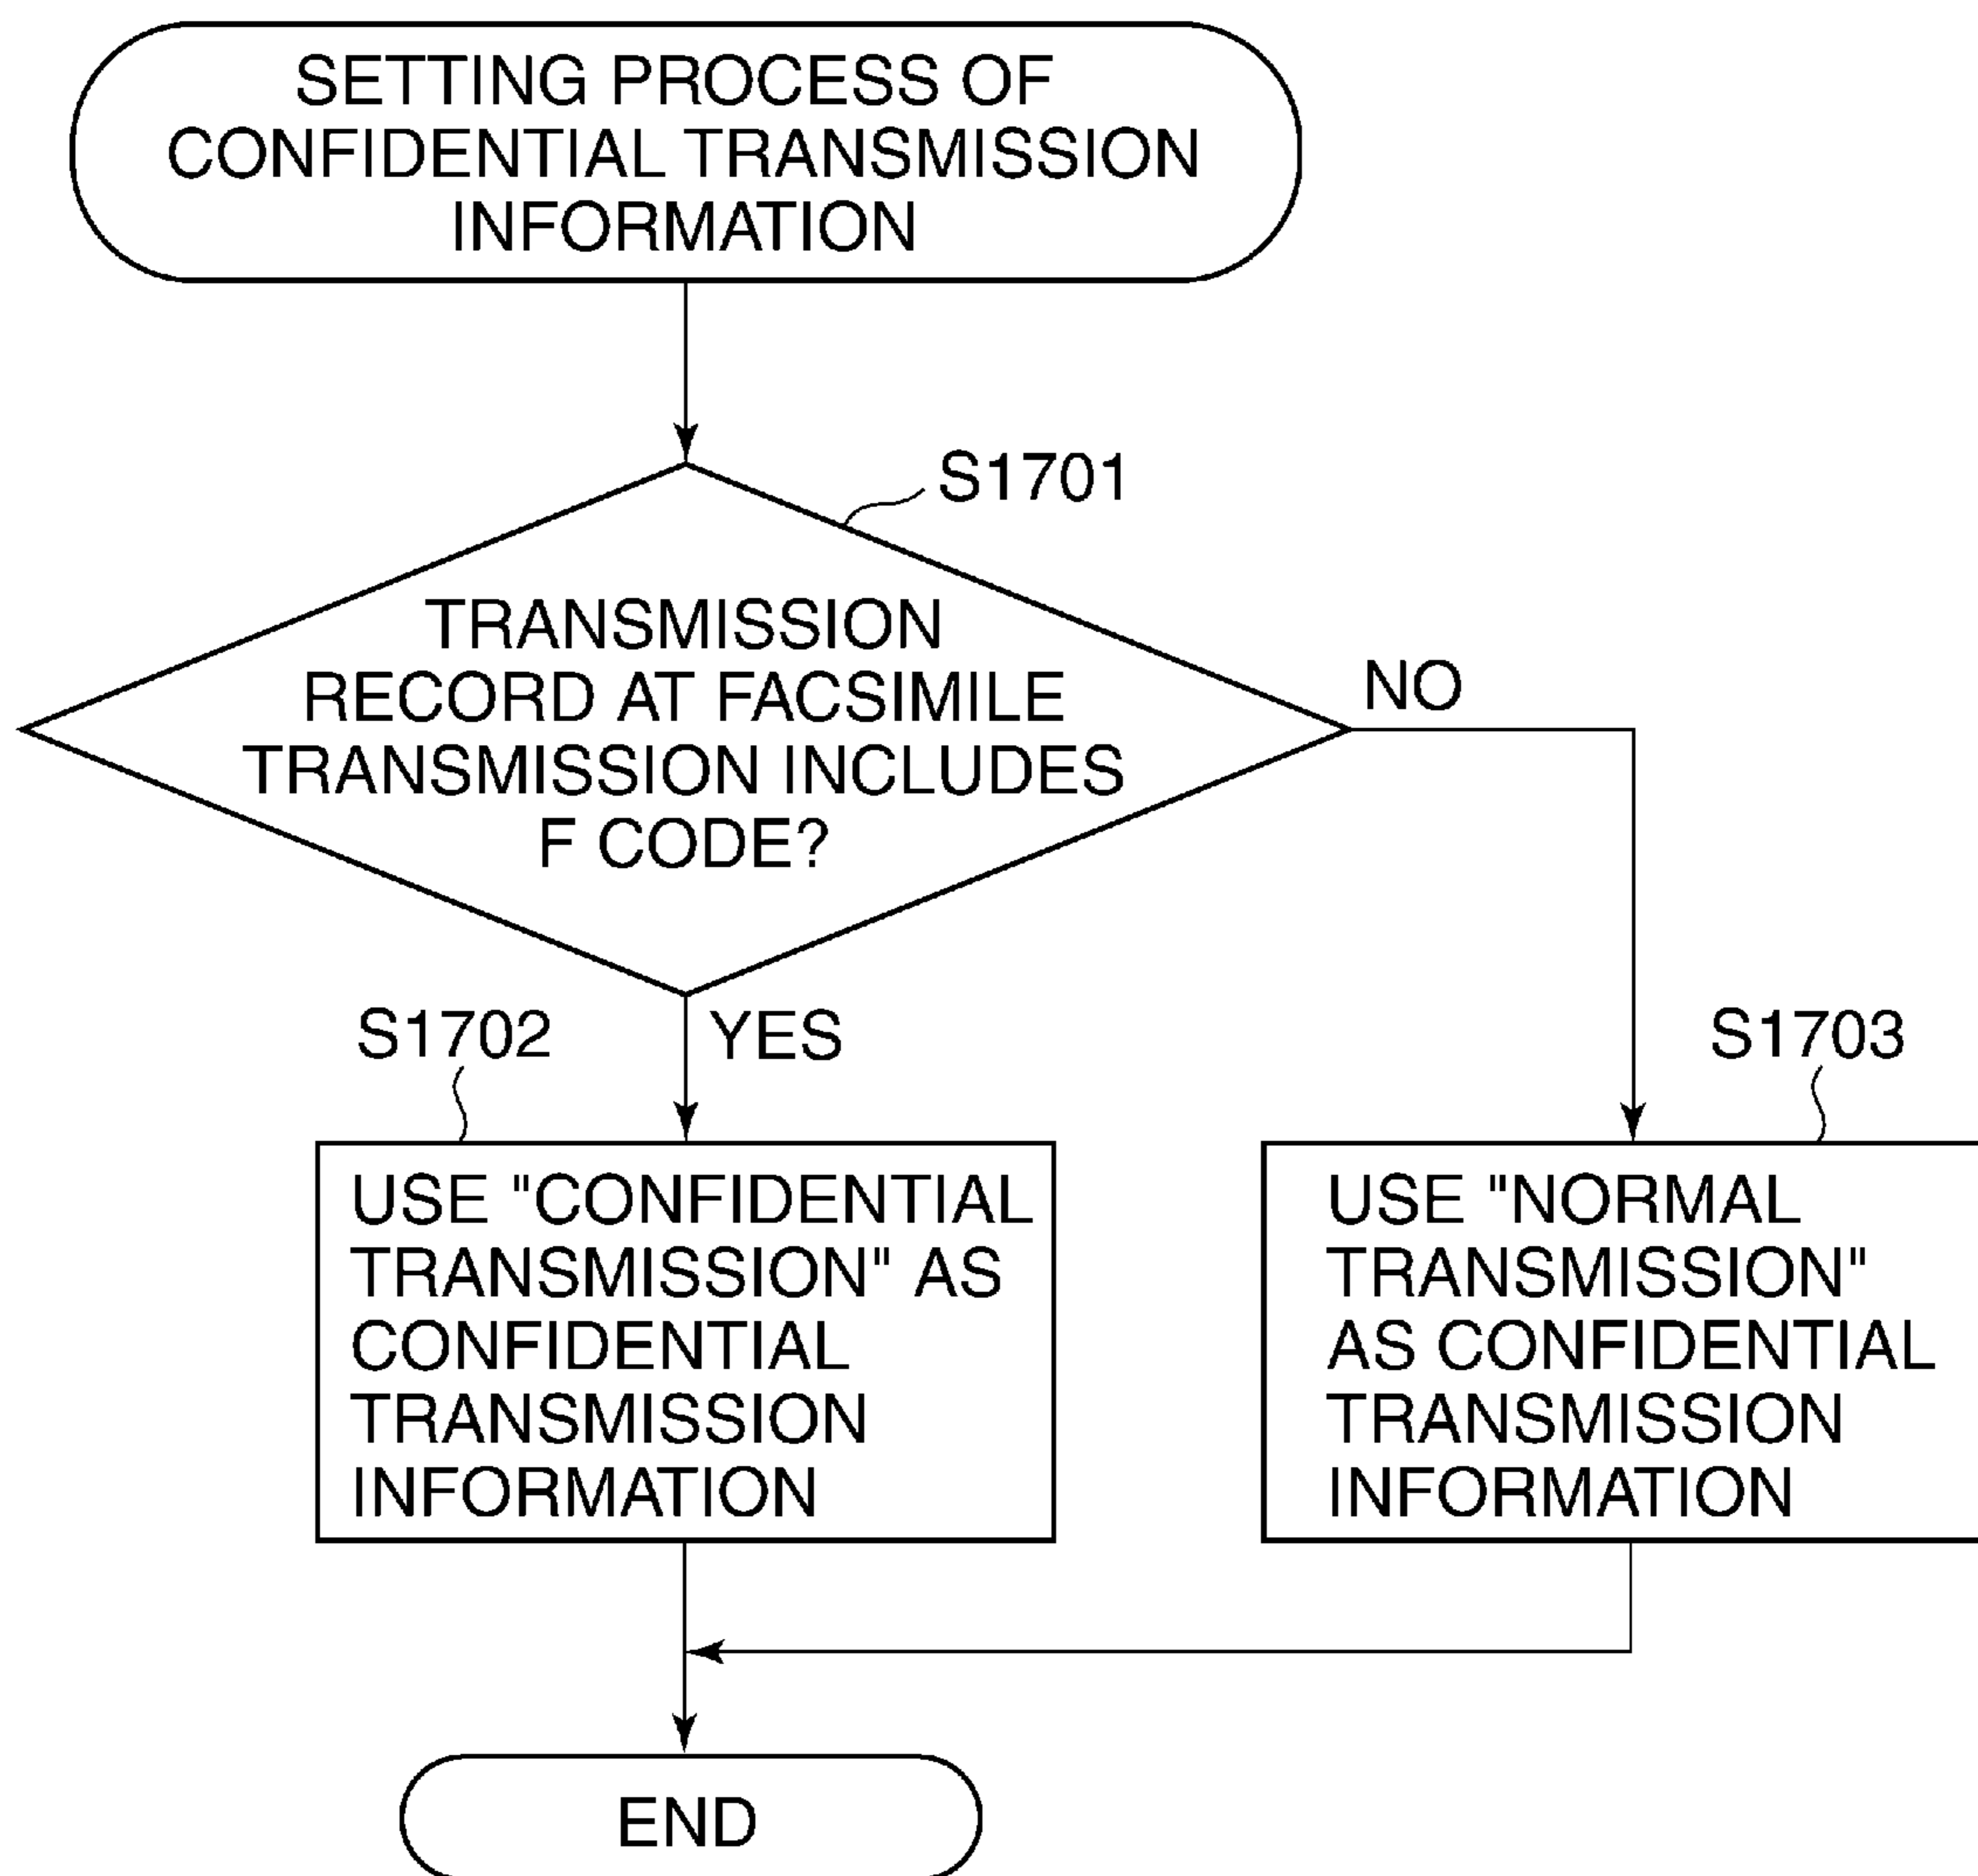 SETTING PROCESS OF
CONFIDENTIAL TRANSMISSION
INFORMATION
S1701
TRANSMISSION
RECORD AT FACSIMILE
TRANSMISSION INCLUDES
F CODE?
NO
YES
S1702
USE "CONFIDENTIAL
TRANSMISSION" AS
CONFIDENTIAL
TRANSMISSION
INFORMATION
S1703
USE "NORMAL
TRANSMISSION"
AS CONFIDENTIAL
TRANSMISSION
INFORMATION
END